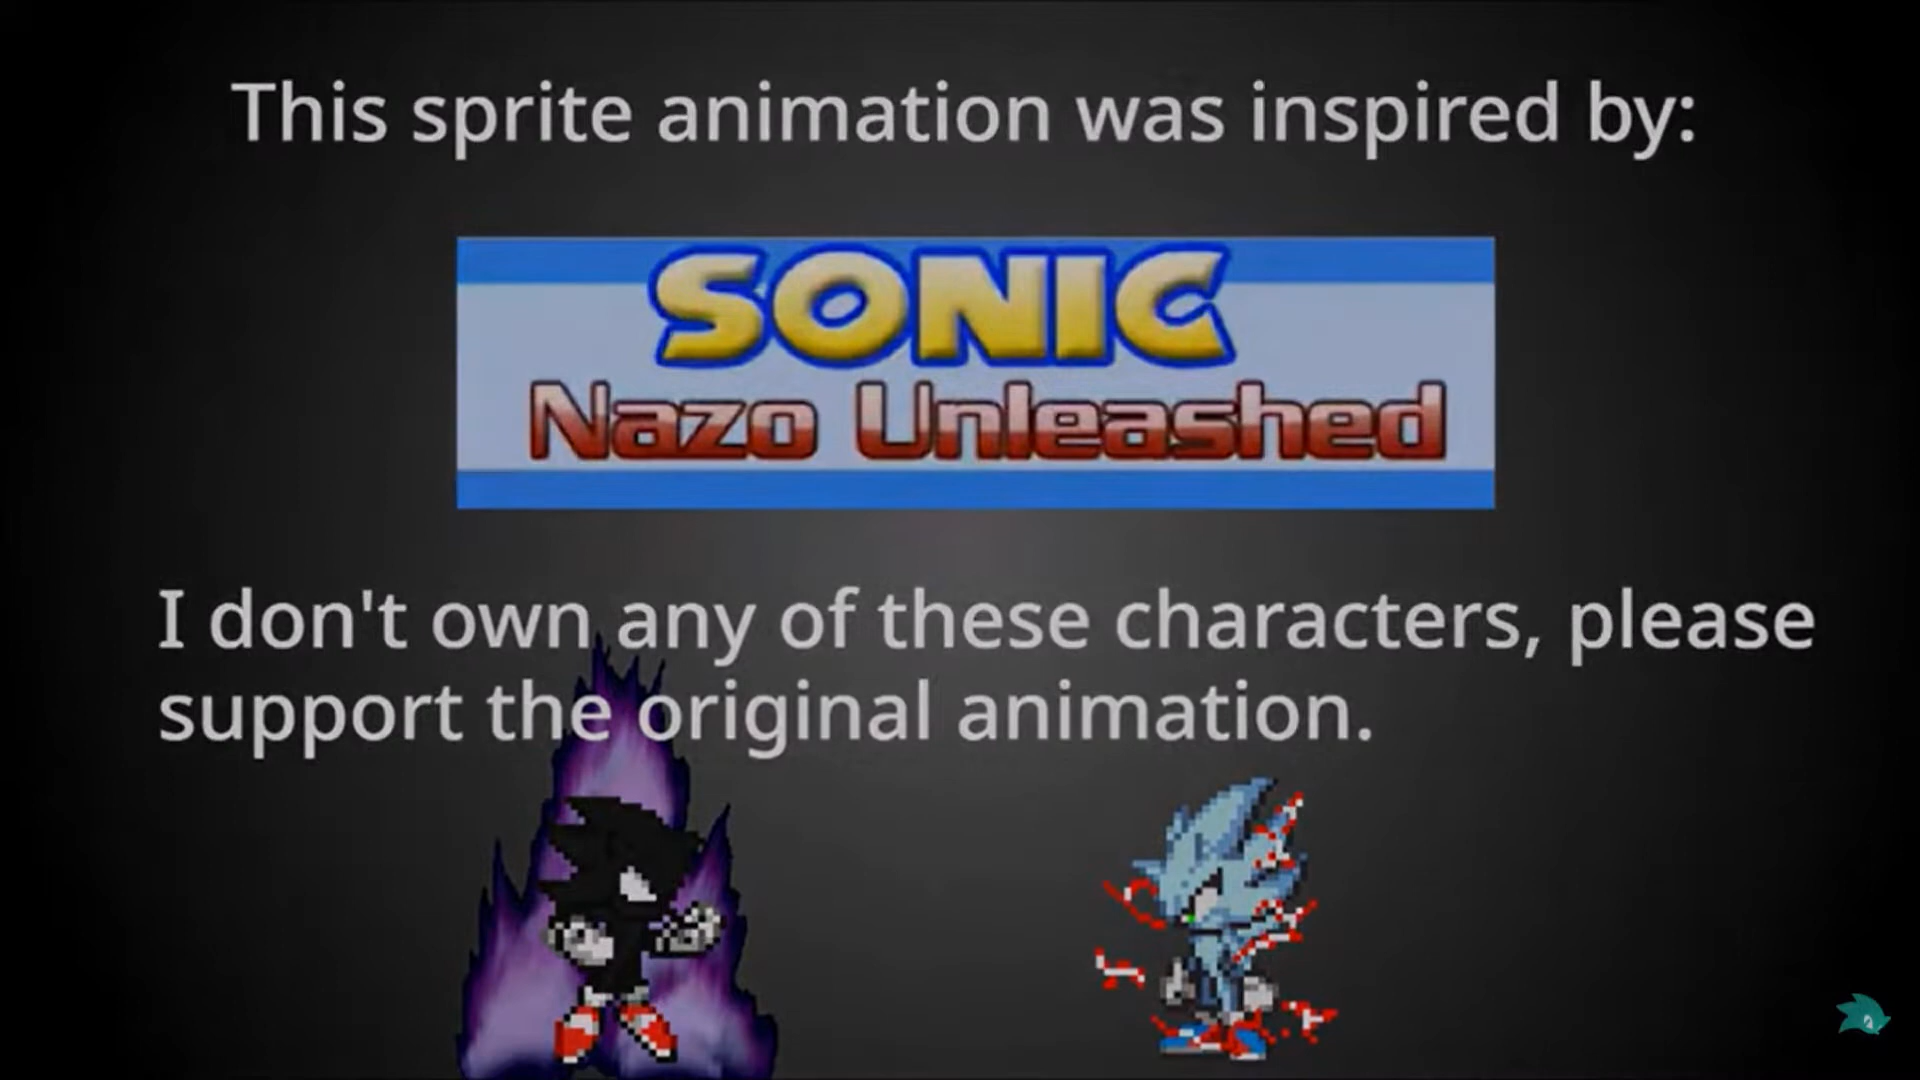 This sprite animation was inspired by:
SONIC
Nazo Unleashed
I don't own any of these characters, please
support the original animation.